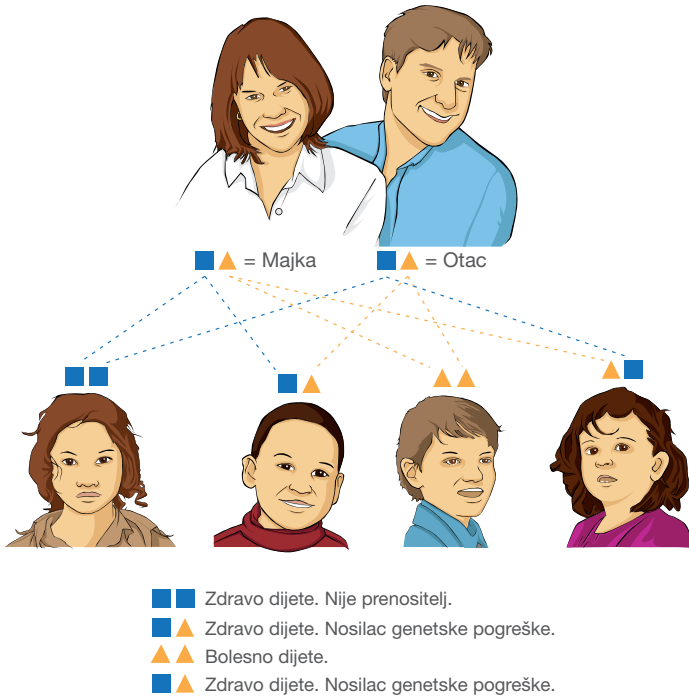 = Majka
= Otac
Zdravo dijete. Nije prenositelj.
Zdravo dijete. Nosilac genetske pogreške.
Bolesno dijete.
Zdravo dijete. Nosilac genetske pogreške.